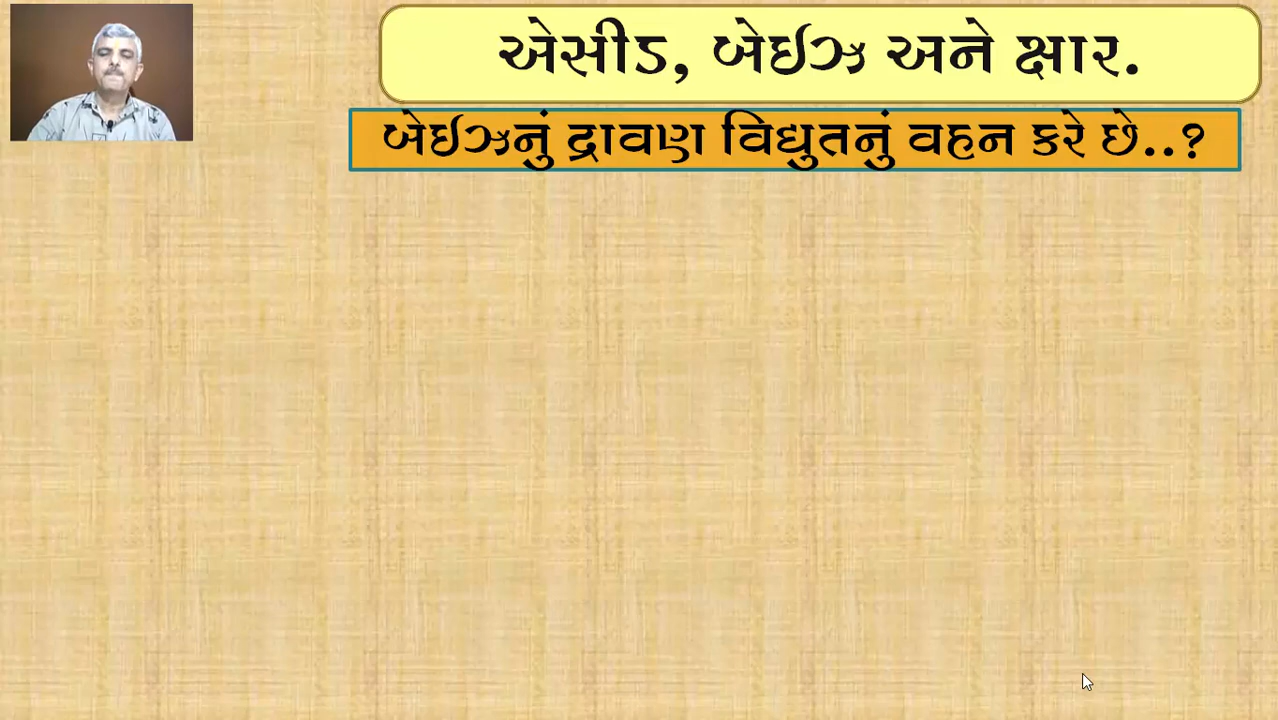 એસીડ, બેઈઝ અને ક્ષાર.
બેઈઝનું દ્રાવણ વિદ્યુતનું વહન કરે છે..?